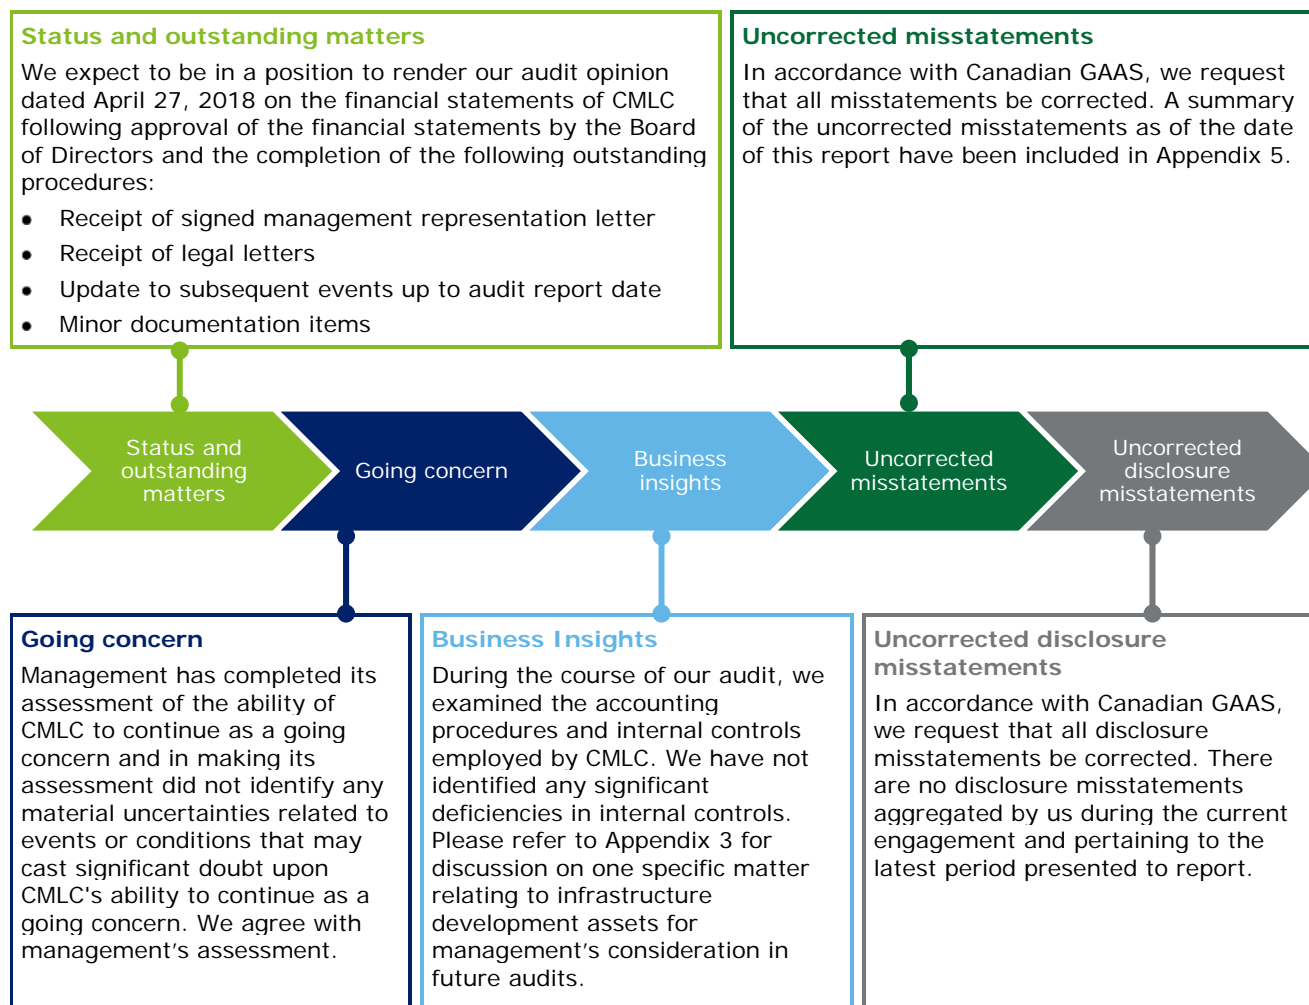 Status and outstanding matters
We expect to be in a position to render our audit opinion
dated April 27, 2018 on the financial statements of CMLC
following approval of the financial statements by the Board
of Directors and the completion of the following outstanding
procedures:
• Receipt of signed management representation letter
• Receipt of legal letters
• Update to subsequent events up to audit report date
• Minor documentation items
Uncorrected misstatements
In accordance with Canadian GAAS, we request
that all misstatements be corrected. A summary
of the uncorrected misstatements as of the date
of this report have been included in Appendix 5.
Status and
outstanding
matters
Going concern
Business
insights
Uncorrected
misstatements
Uncorrected
disclosure
misstatements
Going concern
Management has completed its
assessment of the ability of
CMLC to continue as a going
concern and in making its
assessment did not identify any
material uncertainties related to
events or conditions that may
cast significant doubt upon
CMLC's ability to continue as a
going concern. We agree with
management’s assessment.
Business Insights
During the course of our audit, we
examined the accounting
procedures and internal controls
employed by CMLC. We have not
identified any significant
deficiencies in internal controls.
Please refer to Appendix 3 for
discussion on one specific matter
relating to infrastructure
development assets for
management’s consideration in
future audits.
Uncorrected disclosure
misstatements
In accordance with Canadian GAAS,
we request that all disclosure
misstatements be corrected. There
are no disclosure misstatements
aggregated by us during the current
engagement and pertaining to the
latest period presented to report.